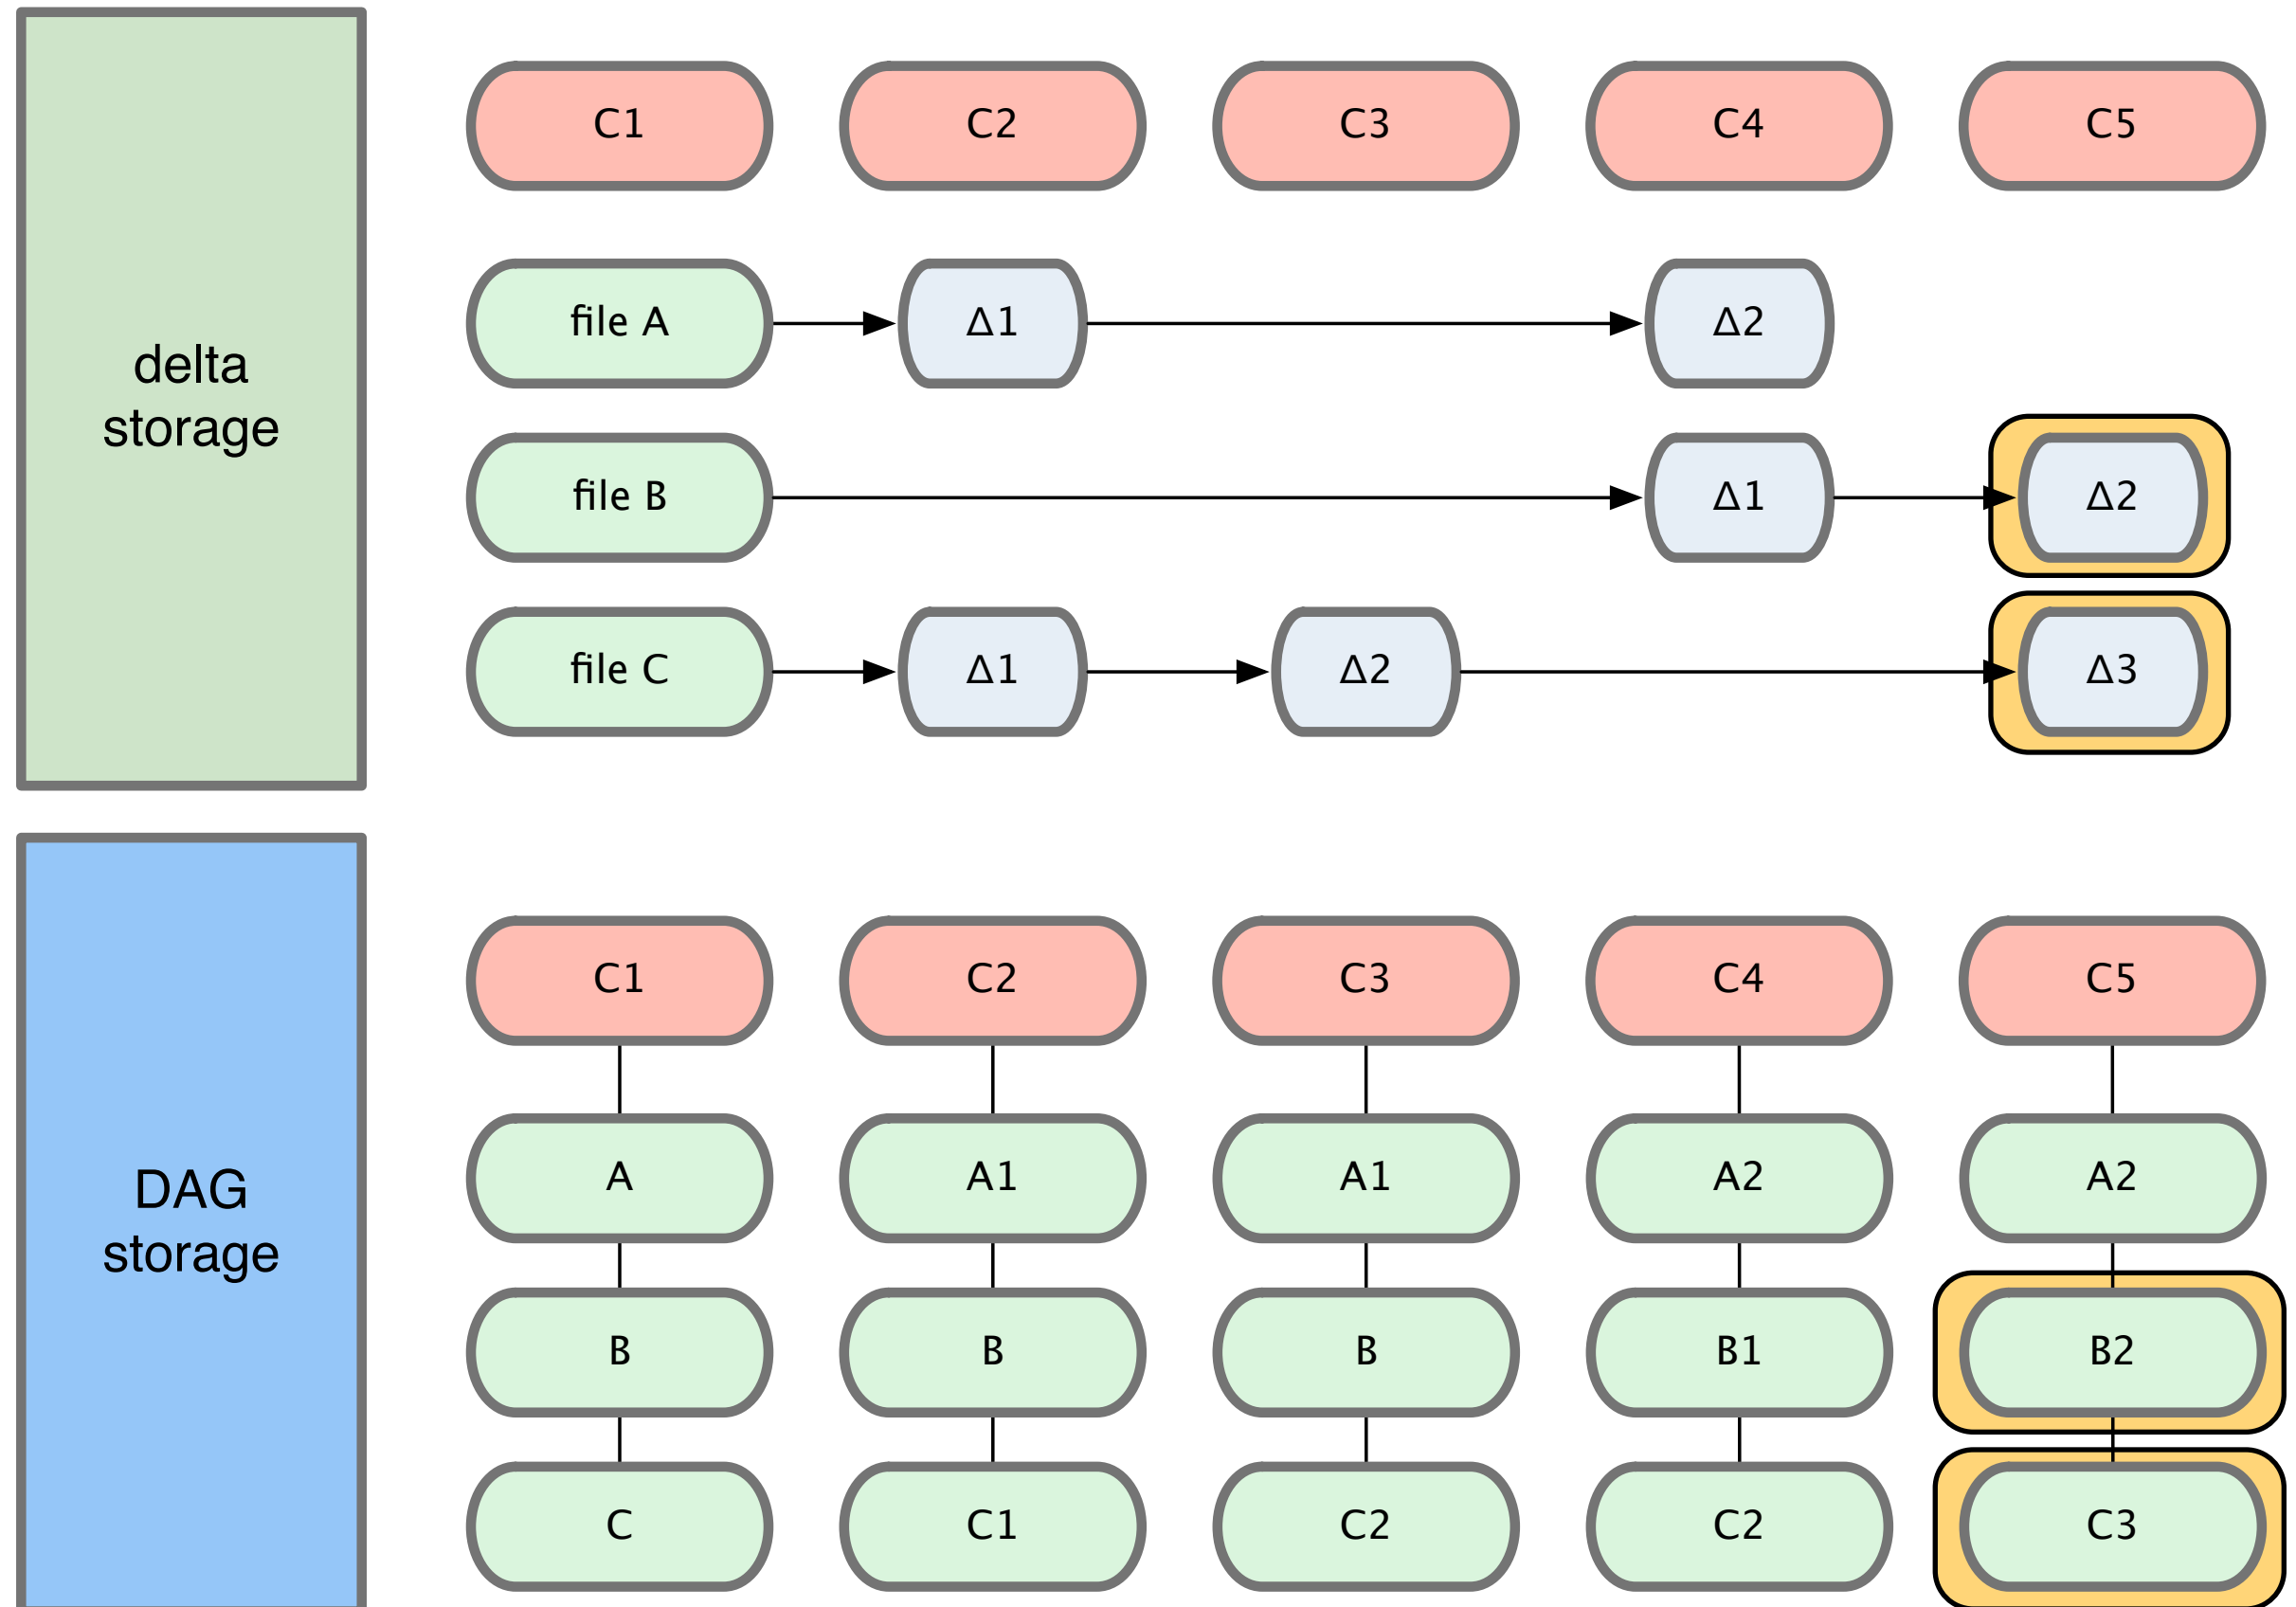 C1 C2 C3 C4 C5
file A Δ1 Δ2
delta
storage
file B Δ1 Δ2
file C Δ1 Δ2 Δ3
C1 C2 C3 C4 C5
A A1 A1 A2 A2
DAG
storage
B B B B1 B2
C C1 C2 C2 C3